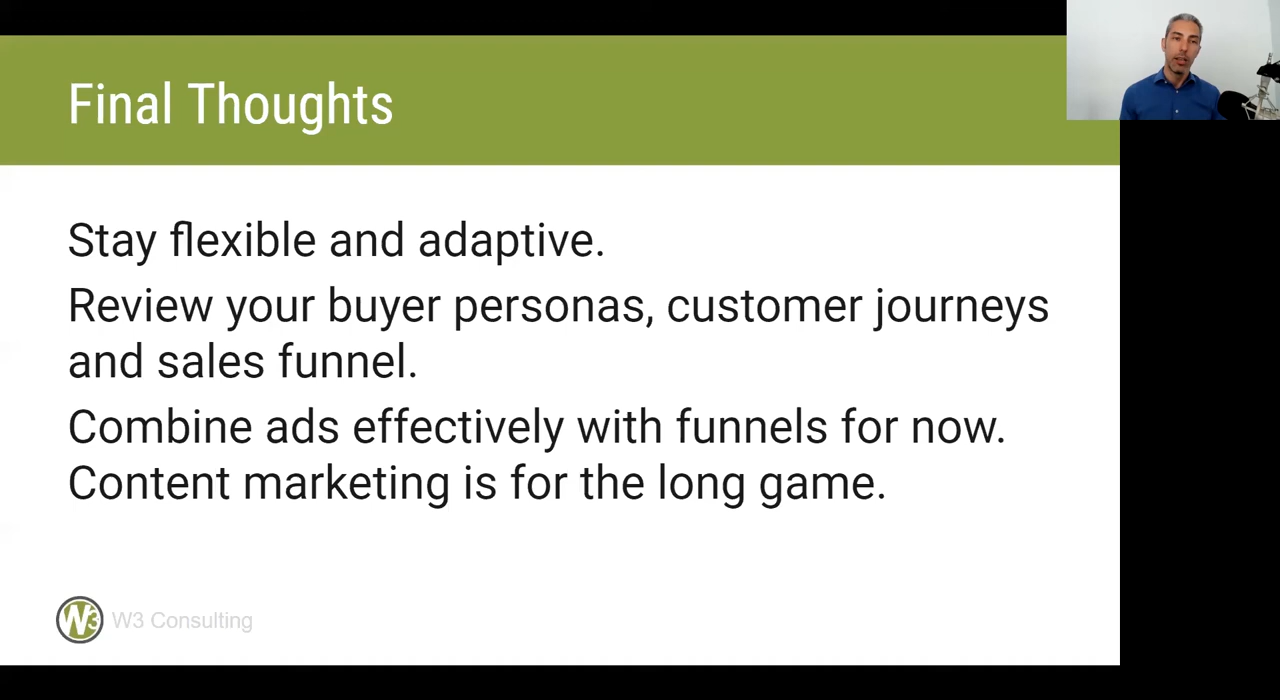 Final Thoughts
Stay flexible and adaptive.
Review your buyer personas, customer journeys
and sales funnel.
Combine ads effectively with funnels for now.
Content marketing is for the long game.
W3 W3 Consulting